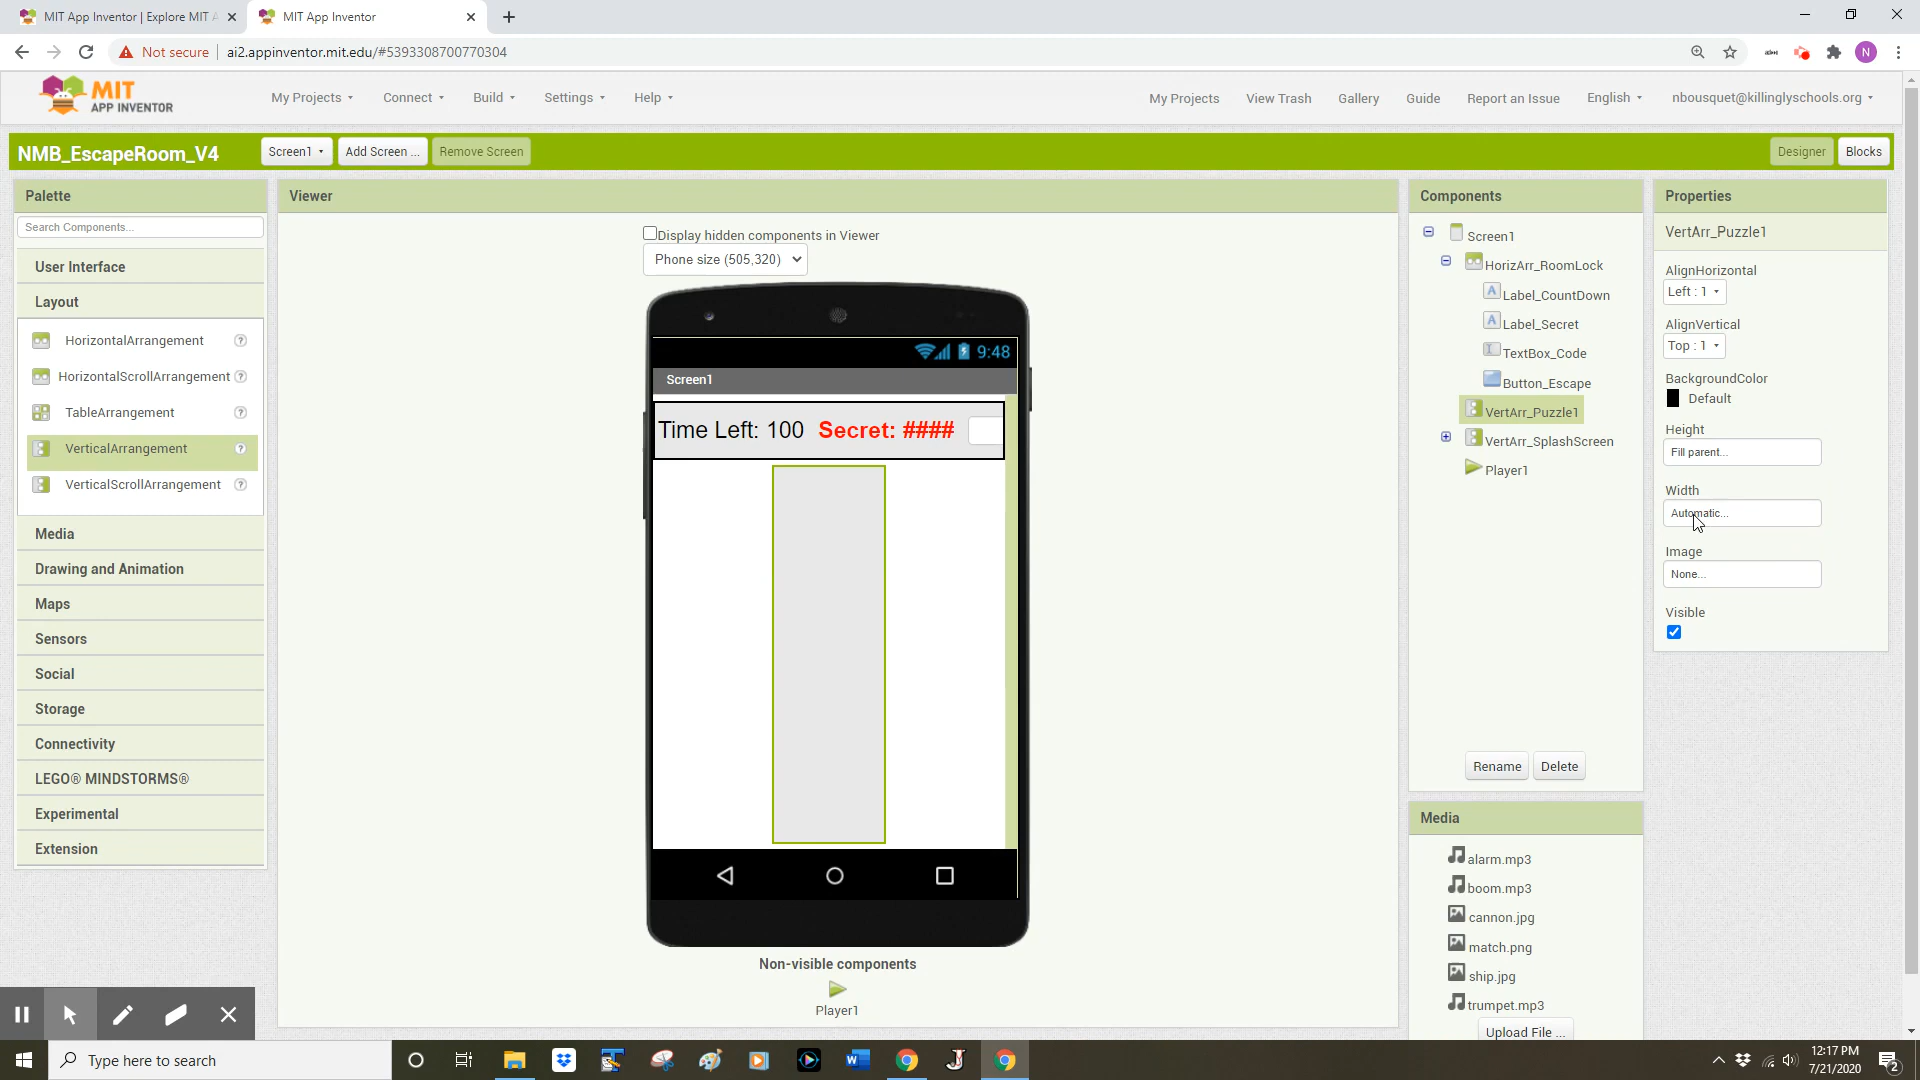 MIT App Inventor | Explore MIT A
MIT App Inventor
Not secure
ai2.appinventor.mit.edu/#5393308700770304
N
MIT
APP INVENTOR
My Projects
Connect
Build
Settings
Help
My Projects
View Trash
Gallery
Guide
Report an Issue
English
nbousquet@killinglyschools.org
NMB_EscapeRoom_V4
Screen1
Add Screen ...
Remove Screen
Designer
Blocks
Palette
Search Components...
User Interface
Layout
HorizontalArrangement
HorizontalScrollArrangement
TableArrangement
VerticalArrangement
VerticalScrollArrangement
Media
Drawing and Animation
Maps
Sensors
Social
Storage
Connectivity
LEGO® MINDSTORMS®
Experimental
Extension
Viewer
Display hidden components in Viewer
Phone size (505,320)
9:48
Screen1
Time Left: 100 Secret: ####
Non-visible components
Player1
Components
Screen1
HorizArr_RoomLock
Label_CountDown
Label_Secret
TextBox_Code
Button_Escape
VertArr_Puzzle1
VertArr_SplashScreen
Player1
Rename
Delete
Media
alarm.mp3
boom.mp3
cannon.jpg
match.png
ship.jpg
trumpet.mp3
Upload File ...
Properties
VertArr_Puzzle1
AlignHorizontal
Left : 1
AlignVertical
Top : 1
BackgroundColor
Default
Height
Fill parent...
Width
Automatic...
Image
None...
Visible
Type here to search
12:17 PM
7/21/2020
2